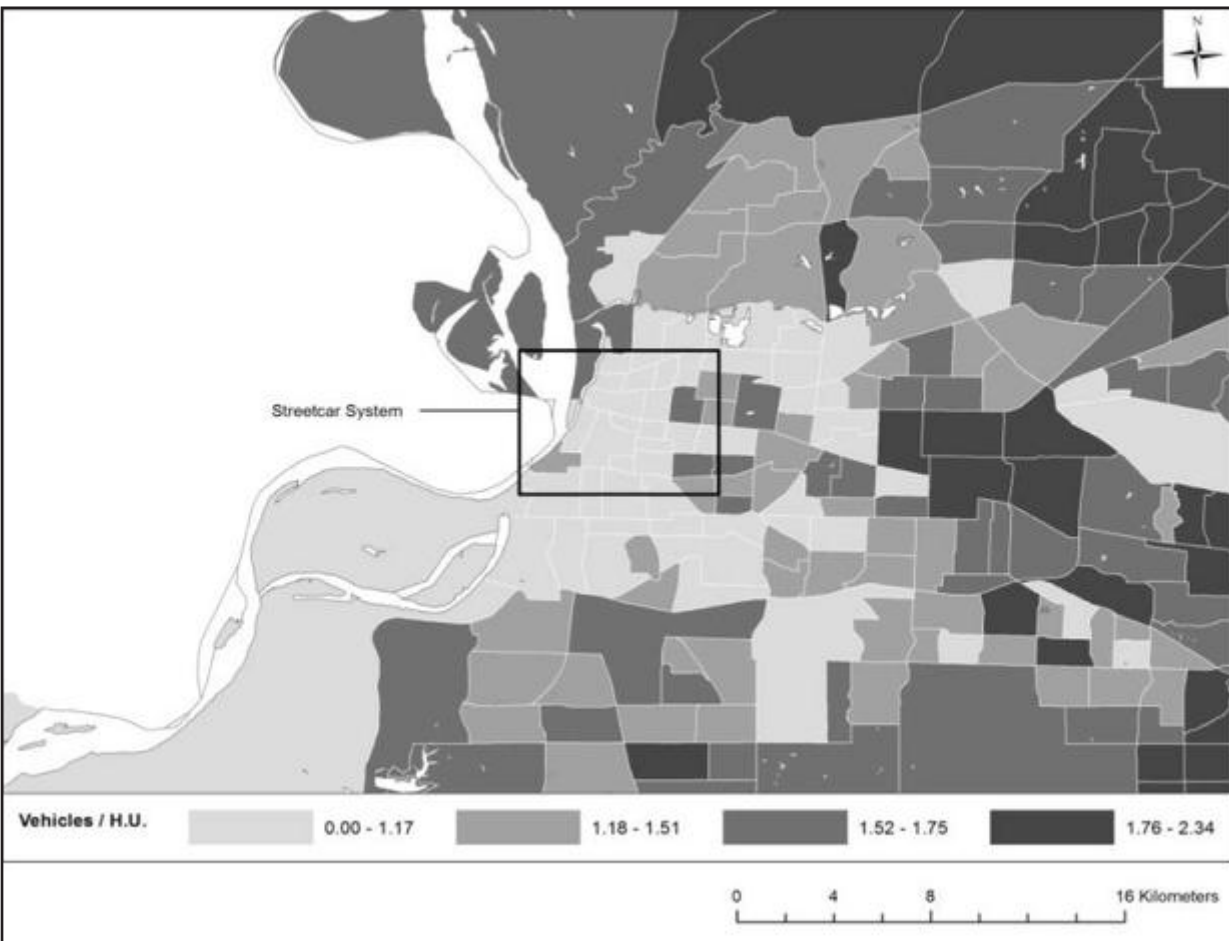 N
Streetcar System
Vehicles / H.U.
0.00 - 1.17
1.18 - 1.51
1.52 - 1.75
1.76 - 2.34
0 4 8 16 Kilometers